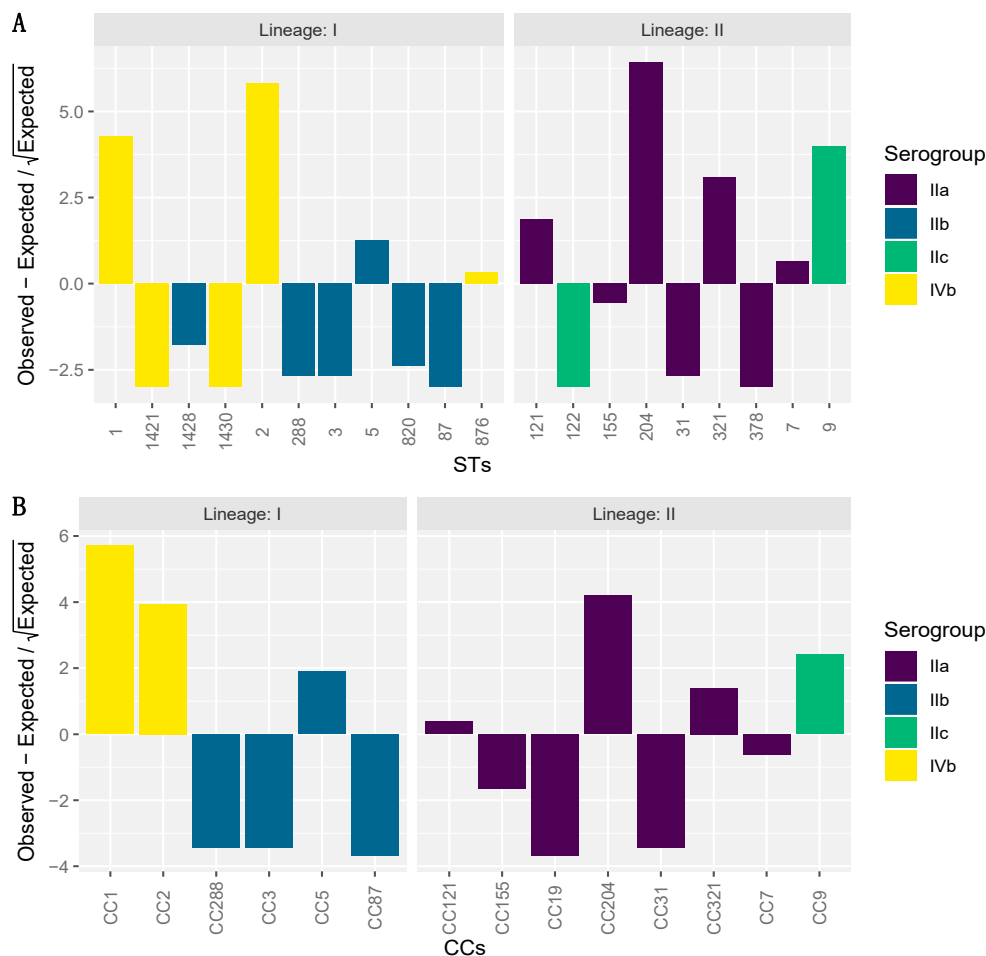 A
Lineage: I
Lineage: II
Observed − Expected / √Expected
5.0
2.5
0.0
−2.5
1
1421
1428
1430
2
288
3
5
820
87
876
121
122
155
204
31
321
378
7
9
STs
Serogroup
IIa
IIb
IIc
IVb
B
Lineage: I
Lineage: II
Observed − Expected / √Expected
6
4
2
0
−2
−4
CC1
CC2
CC288
CC3
CC5
CC87
CC121
CC155
CC19
CC204
CC31
CC321
CC7
CC9
CCs
Serogroup
IIa
IIb
IIc
IVb